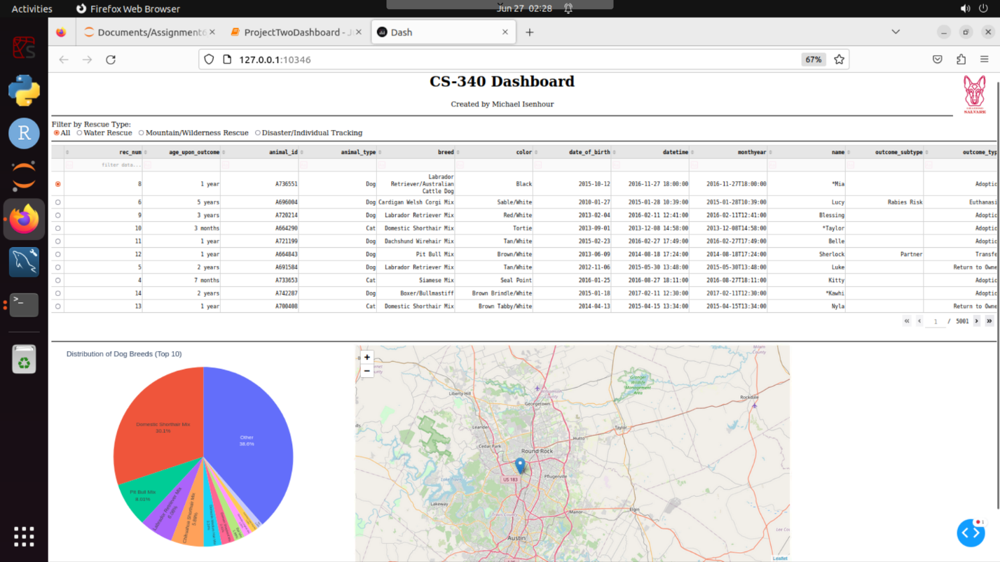 Activities Firefox Web Browser Jun 27 02:28
Documents/Assignment6 ProjectTwoDashboard - J Dash
127.0.0.1:10346 67%
CS-340 Dashboard
Created by Michael Isenhour
SALVARE
Filter by Rescue Type:
All Water Rescue Mountain/Wilderness Rescue Disaster/Individual Tracking
rec_num age_upon_outcome animal_id animal_type breed color date_of_birth datetime monthyear name outcome_subtype outcome_typ
filter data...
8 1 year A736551 Dog Labrador Retriever/Australian Cattle Dog Black 2015-10-12 2016-11-27 18:00:00 2016-11-27T18:00:00 *Mia Adoptic
6 5 years A696004 Dog Cardigan Welsh Corgi Mix Sable/White 2010-01-27 2015-01-28 10:39:00 2015-01-28T10:39:00 Lucy Rabies Risk Euthanasi
9 3 years A720214 Dog Labrador Retriever Mix Red/White 2013-02-04 2016-02-11 12:41:00 2016-02-11T12:41:00 Blessing Adoptic
10 3 months A664290 Cat Domestic Shorthair Mix Tortie 2013-09-01 2013-12-08 14:58:00 2013-12-08T14:58:00 *Taylor Adoptic
11 1 year A721199 Dog Dachshund Wirehair Mix Tan/White 2015-02-23 2016-02-27 17:49:00 2016-02-27T17:49:00 Belle Adoptic
12 1 year A664843 Dog Pit Bull Mix Brown/White 2013-06-09 2014-08-18 17:24:00 2014-08-18T17:24:00 Sherlock Partner Transfe
5 2 years A691584 Dog Labrador Retriever Mix Tan/White 2012-11-06 2015-05-30 13:48:00 2015-05-30T13:48:00 Luke Return to Owne
4 7 months A733653 Cat Siamese Mix Seal Point 2016-01-25 2016-08-27 18:11:00 2016-08-27T18:11:00 Kitty Adoptic
14 2 years A742287 Dog Boxer/Bullmastiff Brown Brindle/White 2015-01-18 2017-02-11 12:30:00 2017-02-11T12:30:00 *Kawhi Adoptic
13 1 year A700408 Cat Domestic Shorthair Mix Brown Tabby/White 2014-04-13 2015-04-15 13:34:00 2015-04-15T13:34:00 Nyla Return to Owne
« ‹ 1 / 5001 › »
Distribution of Dog Breeds (Top 10)
Other
38.6%
Domestic Shorthair Mix
20.1%
Pit Bull Mix
Labrador Retriever Mix
Chihuahua Shorthair Mix
+
−
Liberty Hill
Georgetown
Granger Wildlife Management Area
Rockdale
Leander
Taylor
Cedar Park
Hutto
Round Rock
US 183
Pflugerville
Lakeway
Manor
Elgin
Austin
Leaflet
1